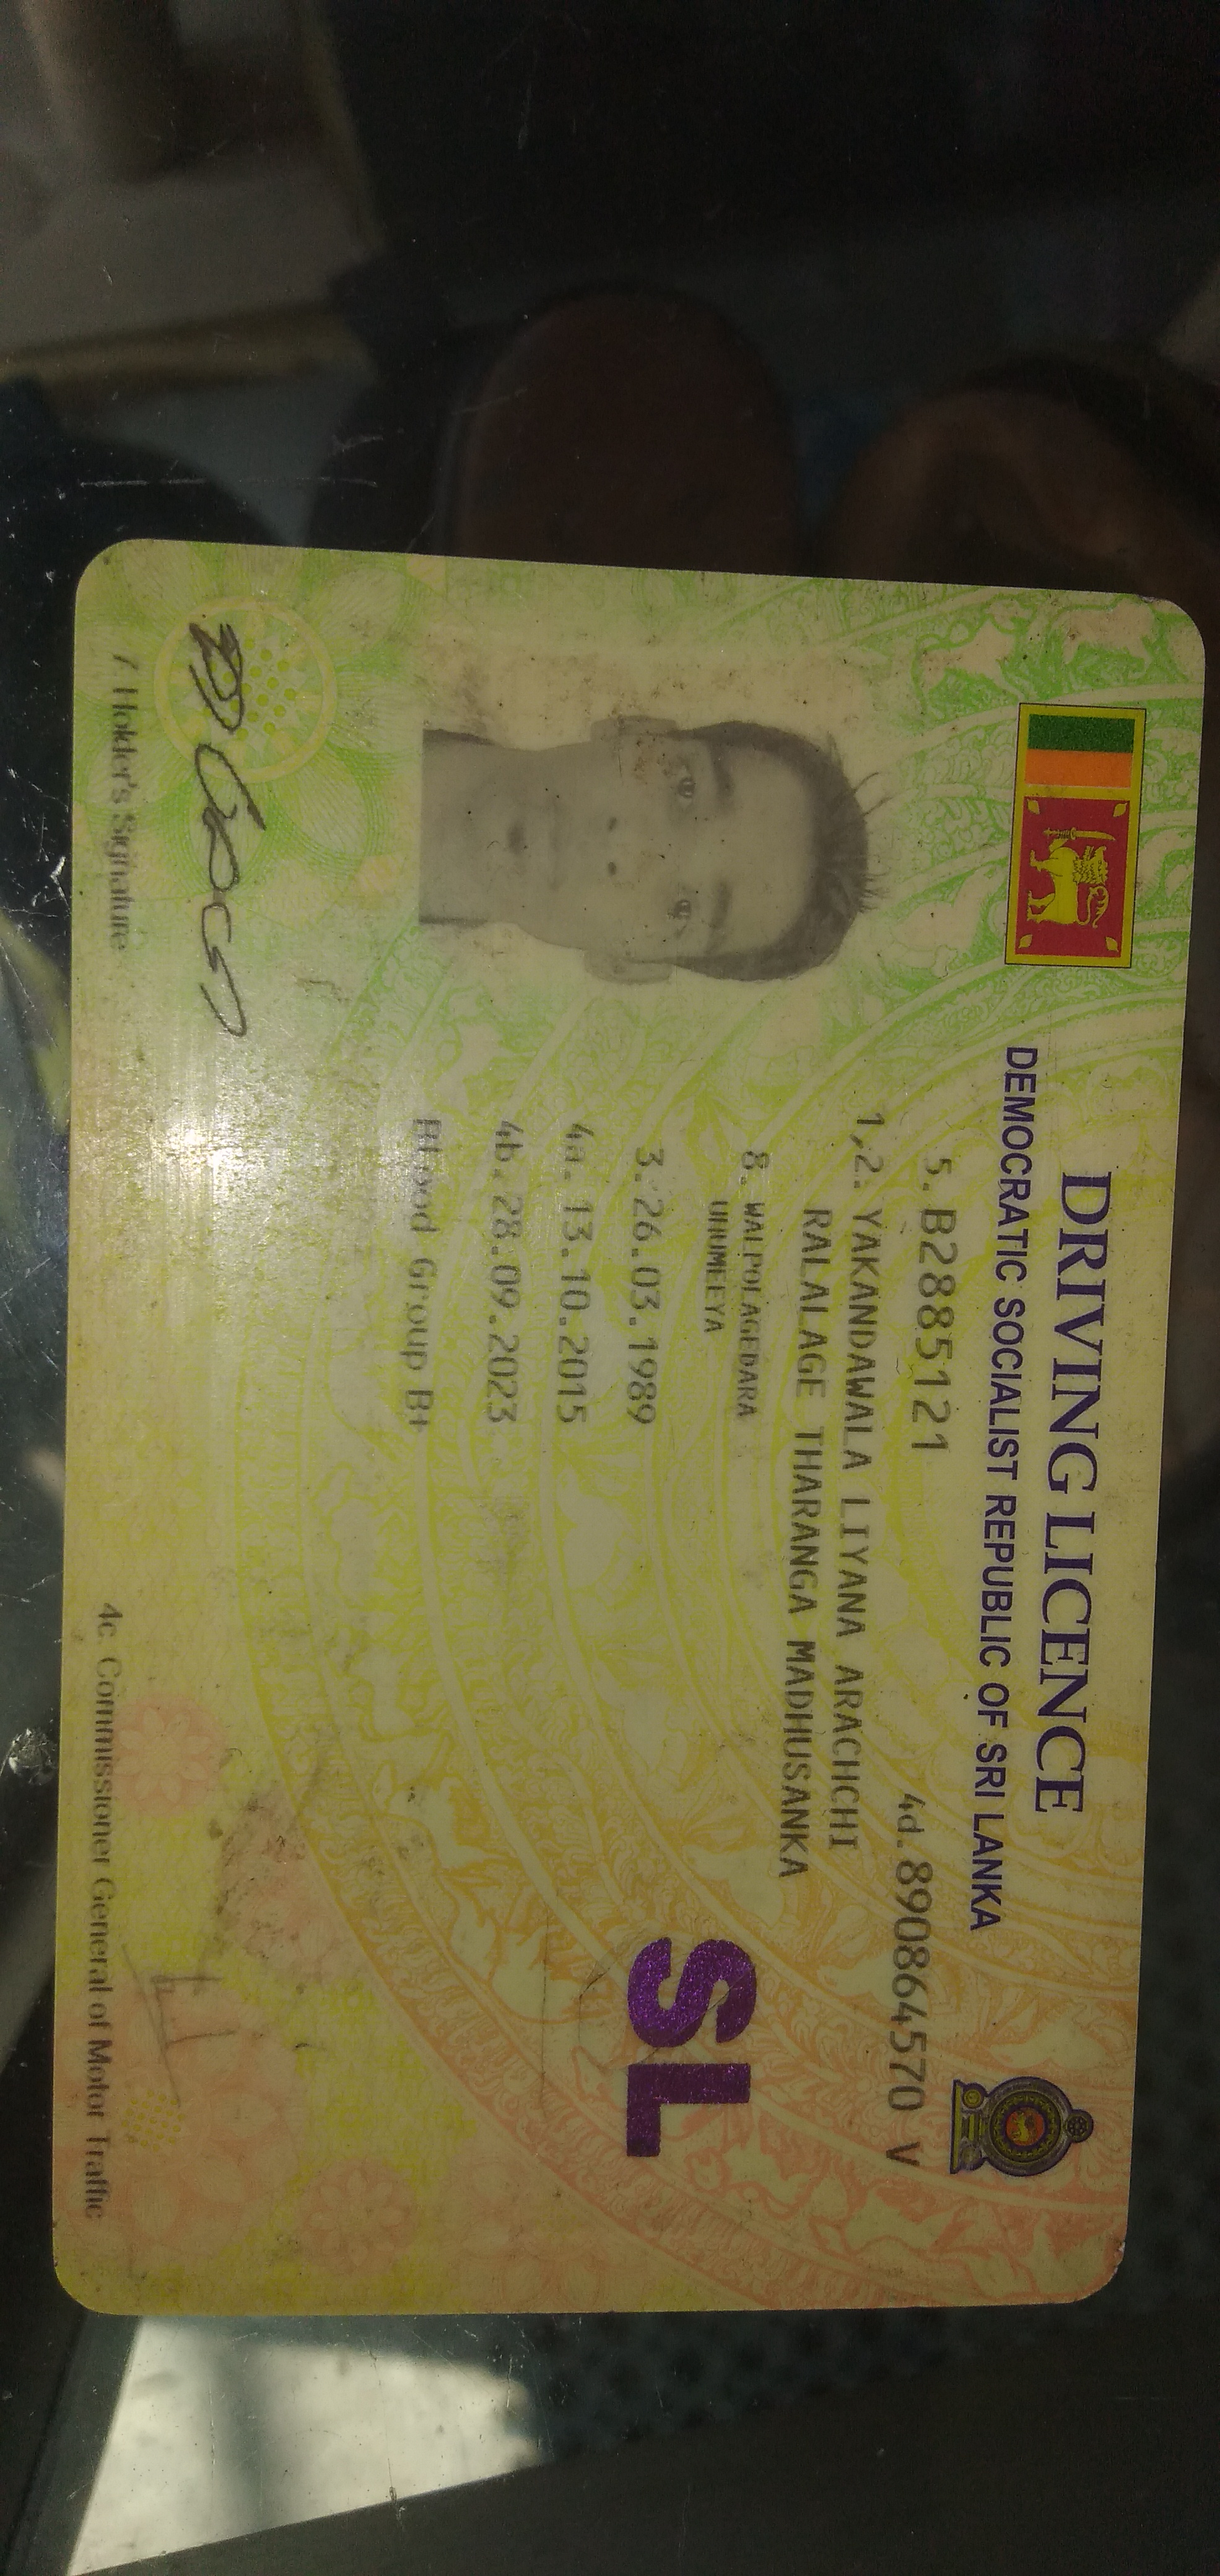 DRIVING LICENCE
DEMOCRATIC SOCIALIST REPUBLIC OF SRI LANKA
5. B2885121 4d. 890864570 V
1,2. YAKANDAWALA LIYANA ARACHCHI
RALALAGE THARANGA MADHUSANKA
8. WALPOLAGEDARA
UHUMEEYA
3. 26.03.1989
4a. 13.10.2015
4b. 28.09.2023
Blood Group B+
SL
7 Holder's Signature
4c. Commissioner General of Motor Traffic